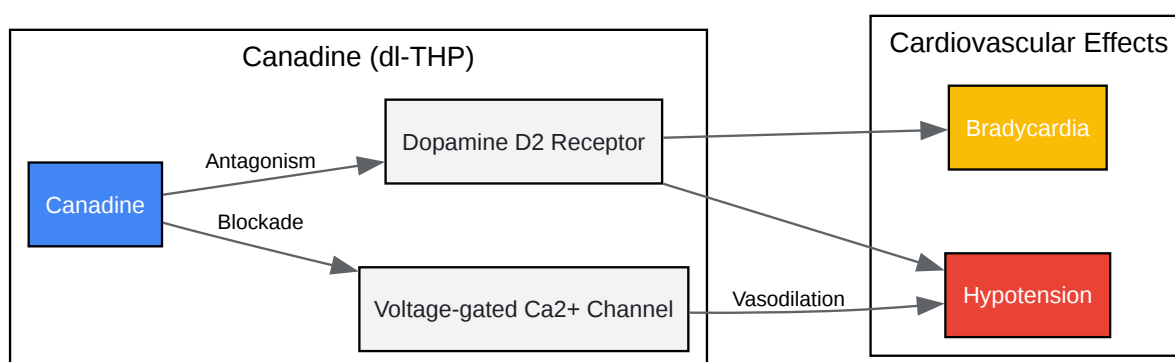 Canadine (dl-THP)
Canadine
Antagonism
Blockade
Dopamine D2 Receptor
Voltage-gated Ca2+ Channel
Vasodilation
Cardiovascular Effects
Bradycardia
Hypotension